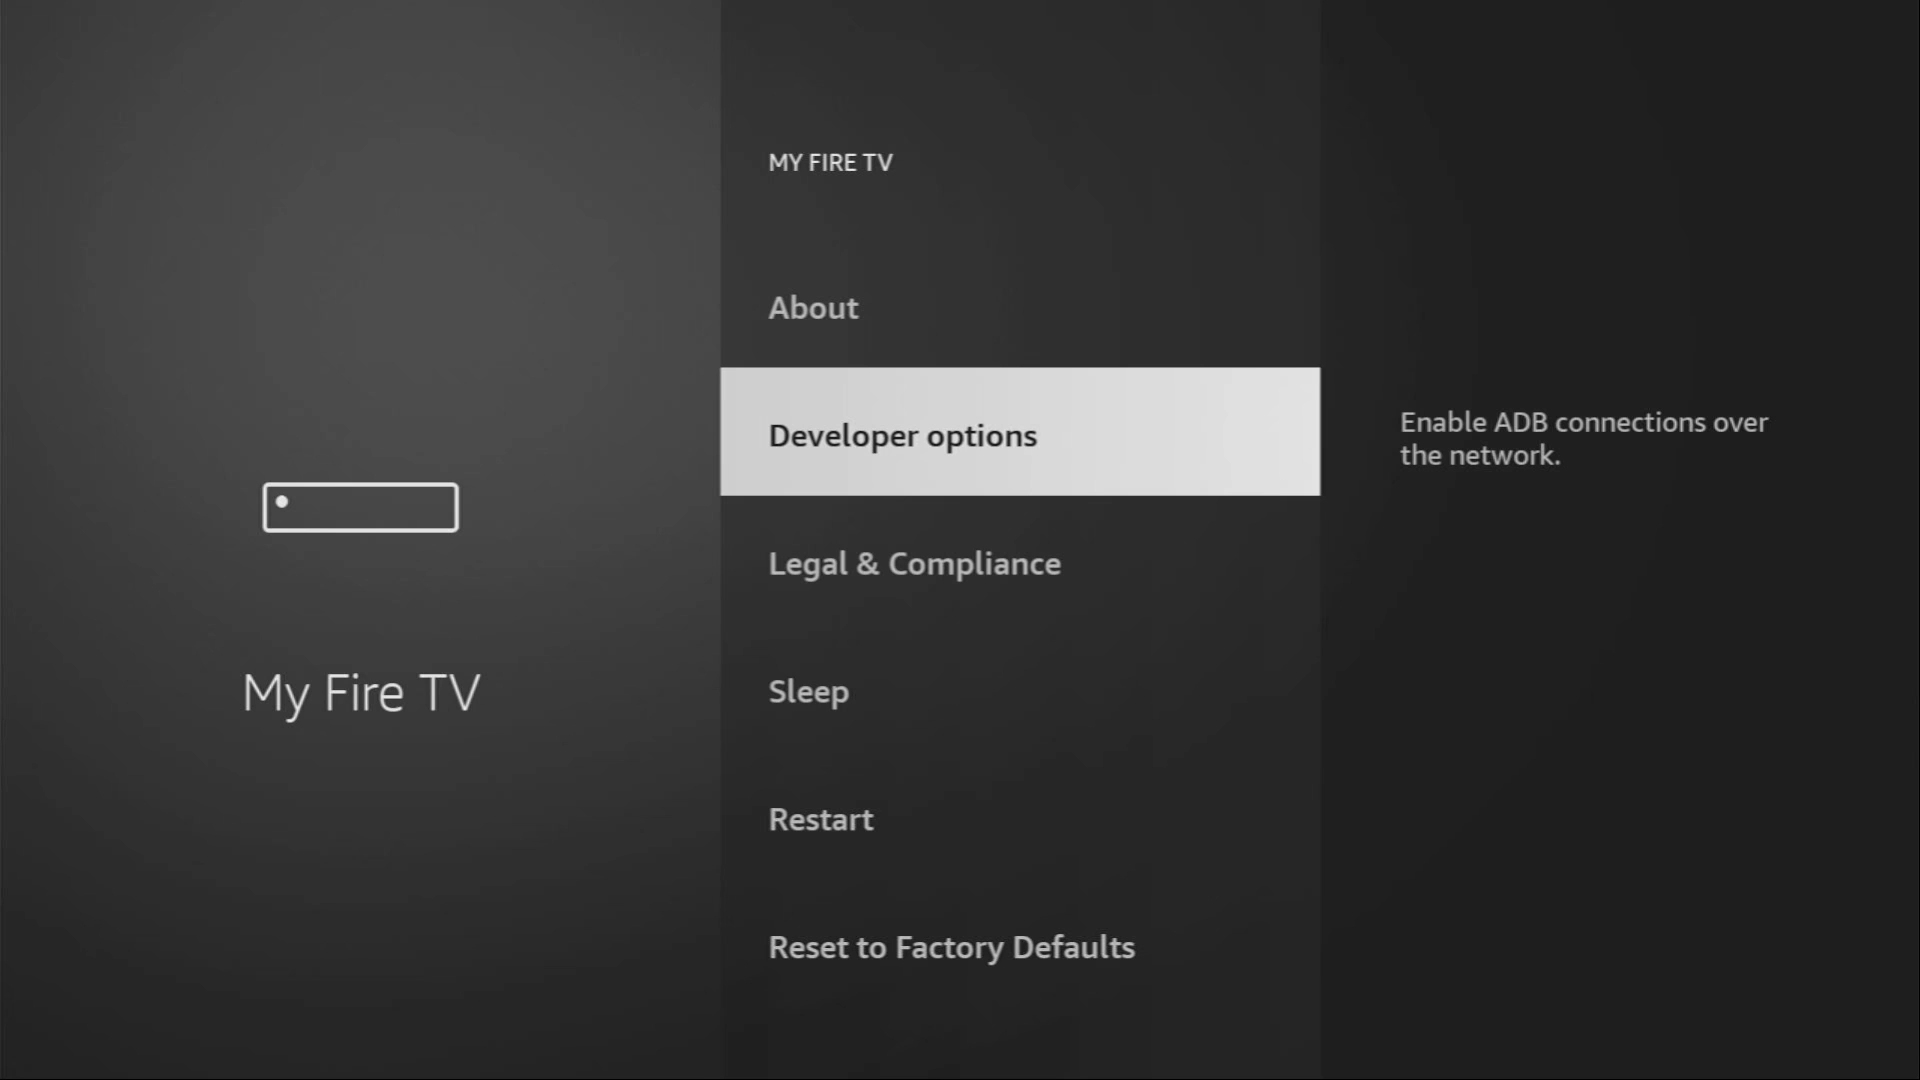 My Fire TV
MY FIRE TV
About
Developer options
Legal & Compliance
Sleep
Restart
Reset to Factory Defaults
Enable ADB connections over
the network.